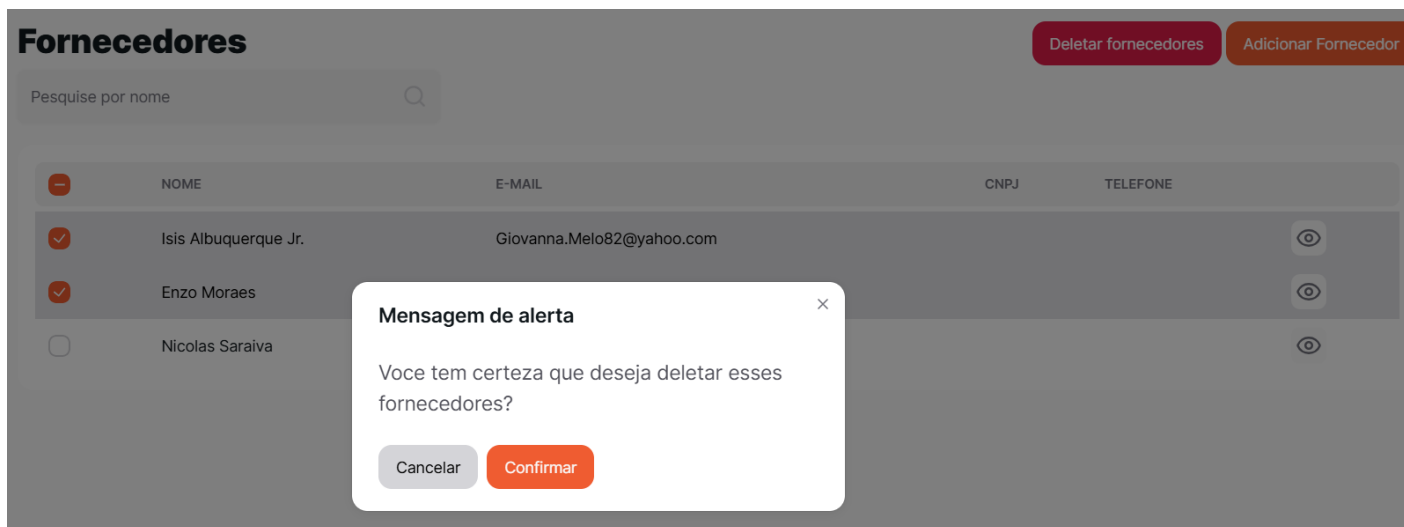 Fornecedores
Deletar fornecedores
Adicionar Fornecedor
Pesquise por nome
NOME E-MAIL CNPJ TELEFONE
Isis Albuquerque Jr. Giovanna.Melo82@yahoo.com
Enzo Moraes
Nicolas Saraiva
Mensagem de alerta
Voce tem certeza que deseja deletar esses
fornecedores?
Cancelar
Confirmar